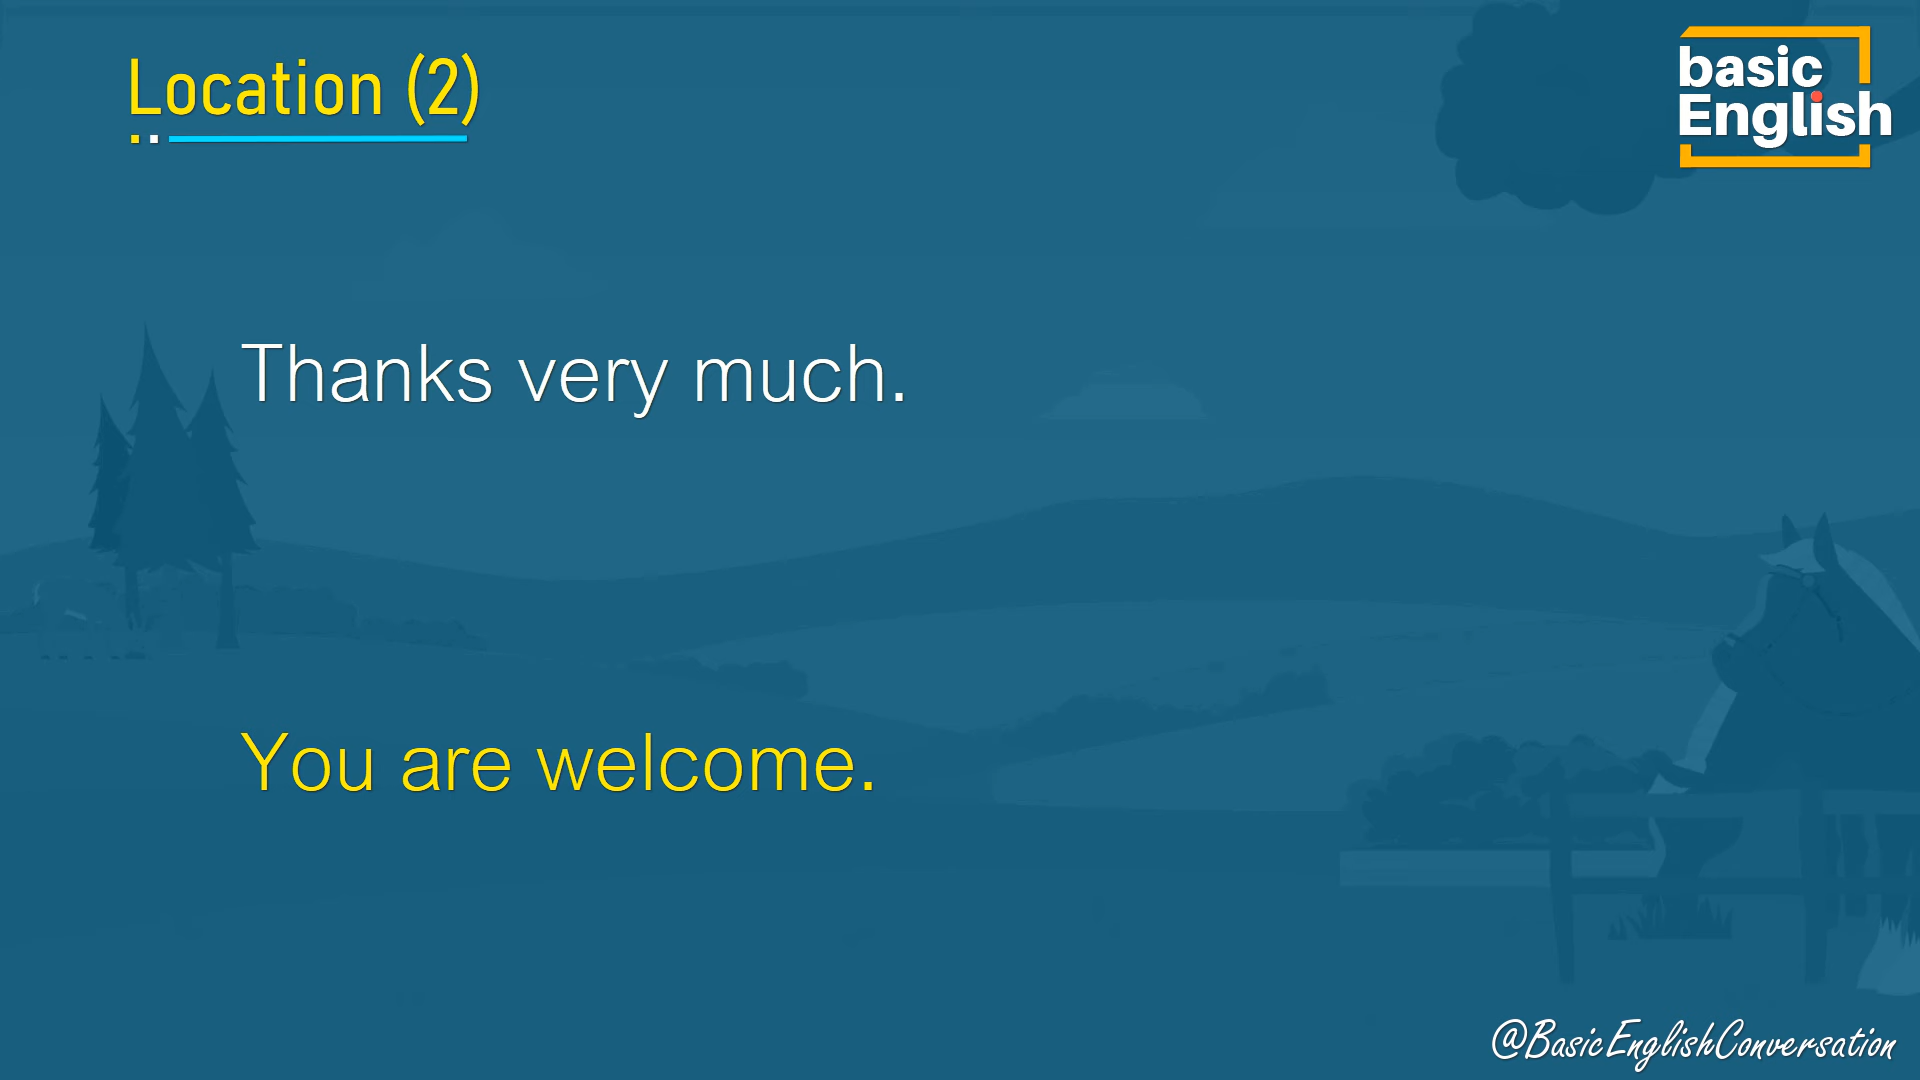 Location (2)
basic
English
Thanks very much.
You are welcome.
@BasicEnglishConversation